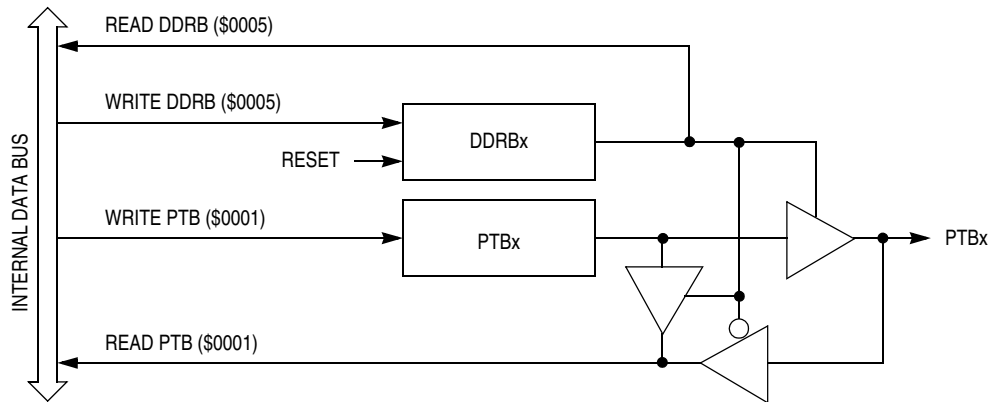 READ DDRB ($0005)
WRITE DDRB ($0005)
DDRBx
RESET
INTERNAL DATA BUS
WRITE PTB ($0001)
PTBx
PTBx
READ PTB ($0001)